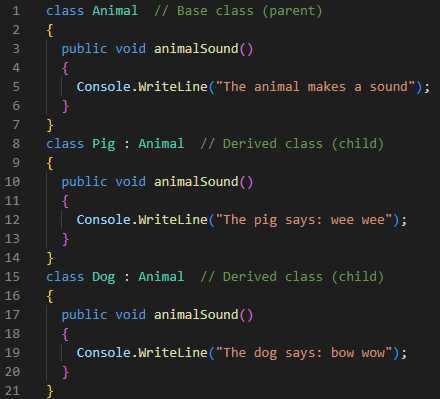 1 class Animal  // Base class (parent)
2 {
3   public void animalSound()
4   {
5     Console.WriteLine("The animal makes a sound");
6   }
7 }
8 class Pig : Animal  // Derived class (child)
9 {
10   public void animalSound()
11   {
12     Console.WriteLine("The pig says: wee wee");
13   }
14 }
15 class Dog : Animal  // Derived class (child)
16 {
17   public void animalSound()
18   {
19     Console.WriteLine("The dog says: bow wow");
20   }
21 }